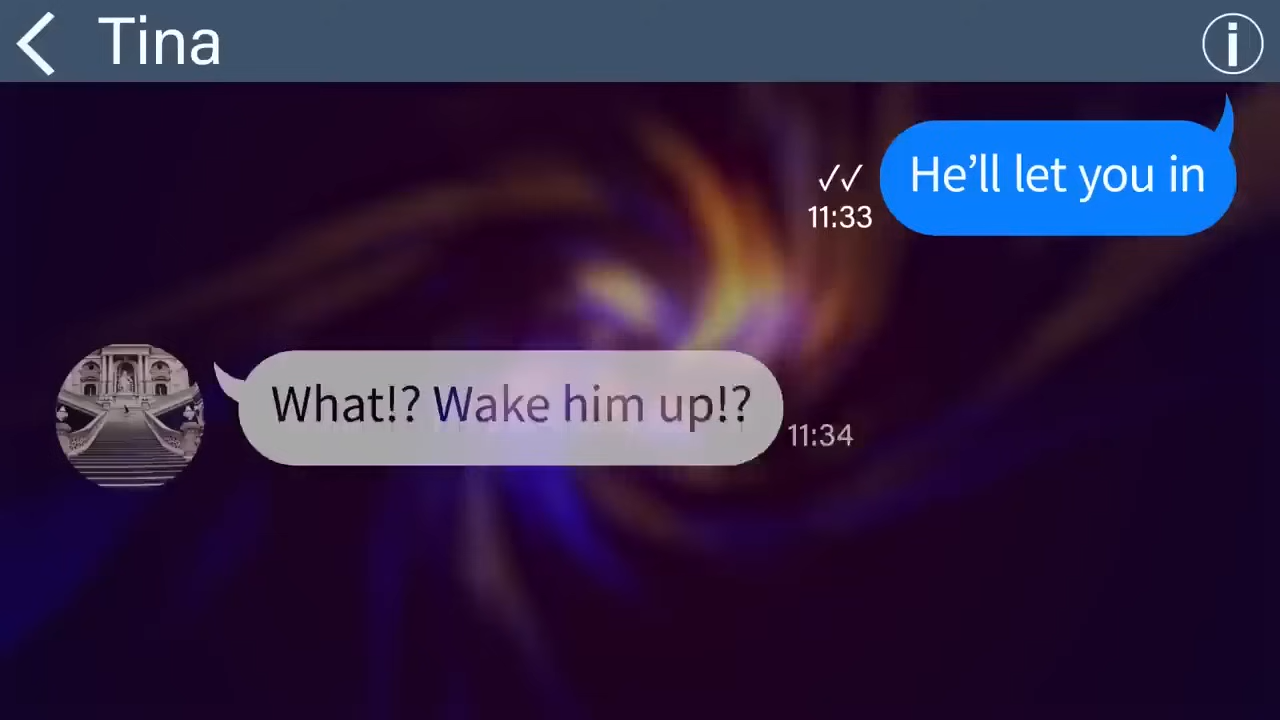 Tina
He’ll let you in
✓✓
11:33
What!? Wake him up!?
11:34